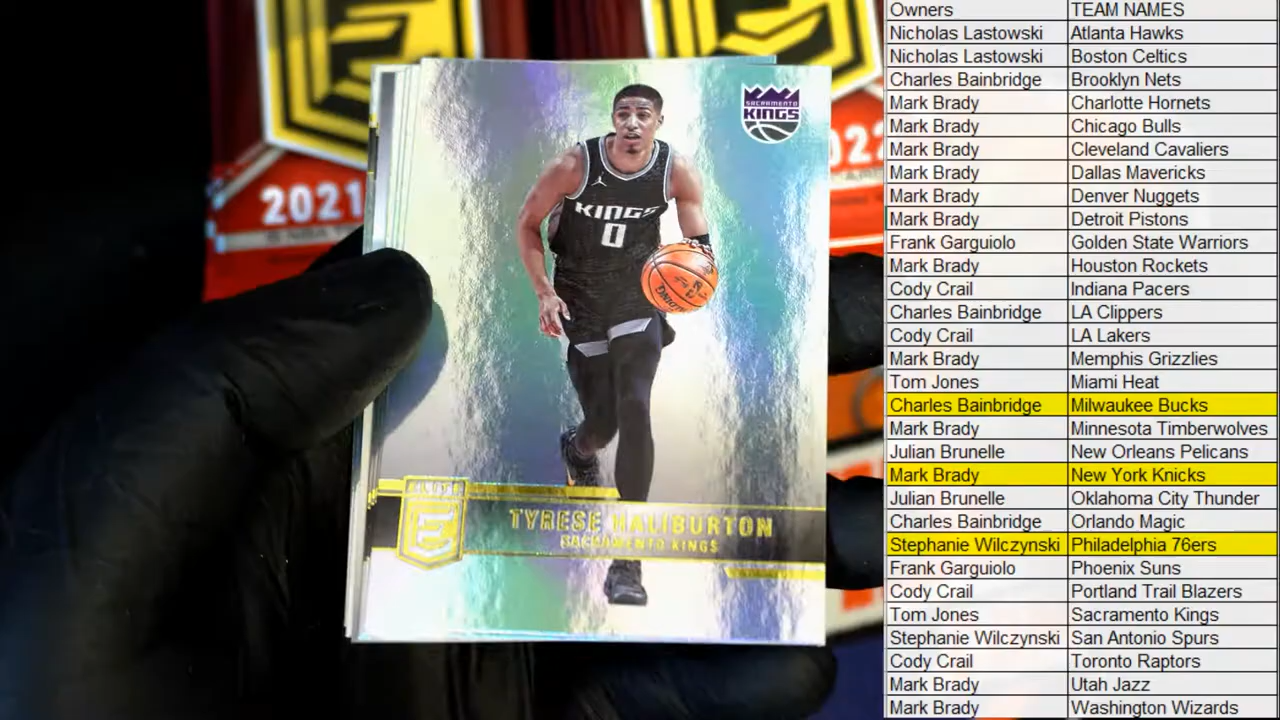 2021
022
SACRAMENTO
KINGS
KINGS
0
TYRESE HALIBURTON
SACRAMENTO KINGS
Owners TEAM NAMES
Nicholas Lastowski Atlanta Hawks
Nicholas Lastowski Boston Celtics
Charles Bainbridge Brooklyn Nets
Mark Brady Charlotte Hornets
Mark Brady Chicago Bulls
Mark Brady Cleveland Cavaliers
Mark Brady Dallas Mavericks
Mark Brady Denver Nuggets
Mark Brady Detroit Pistons
Frank Garguiolo Golden State Warriors
Mark Brady Houston Rockets
Cody Crail Indiana Pacers
Charles Bainbridge LA Clippers
Cody Crail LA Lakers
Mark Brady Memphis Grizzlies
Tom Jones Miami Heat
Charles Bainbridge Milwaukee Bucks
Mark Brady Minnesota Timberwolves
Julian Brunelle New Orleans Pelicans
Mark Brady New York Knicks
Julian Brunelle Oklahoma City Thunder
Charles Bainbridge Orlando Magic
Stephanie Wilczynski Philadelphia 76ers
Frank Garguiolo Phoenix Suns
Cody Crail Portland Trail Blazers
Tom Jones Sacramento Kings
Stephanie Wilczynski San Antonio Spurs
Cody Crail Toronto Raptors
Mark Brady Utah Jazz
Mark Brady Washington Wizards